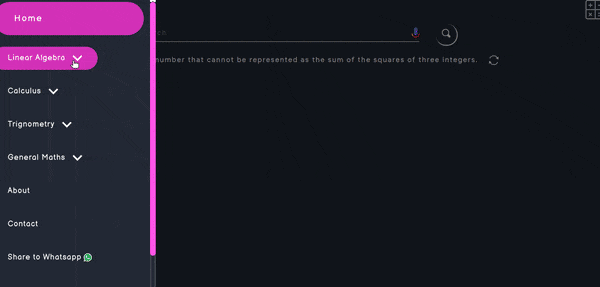 Home
Linear Algebra
number that cannot be represented as the sum of the squares of three integers.
Calculus
Trignometry
General Maths
About
Contact
Share to Whatsapp